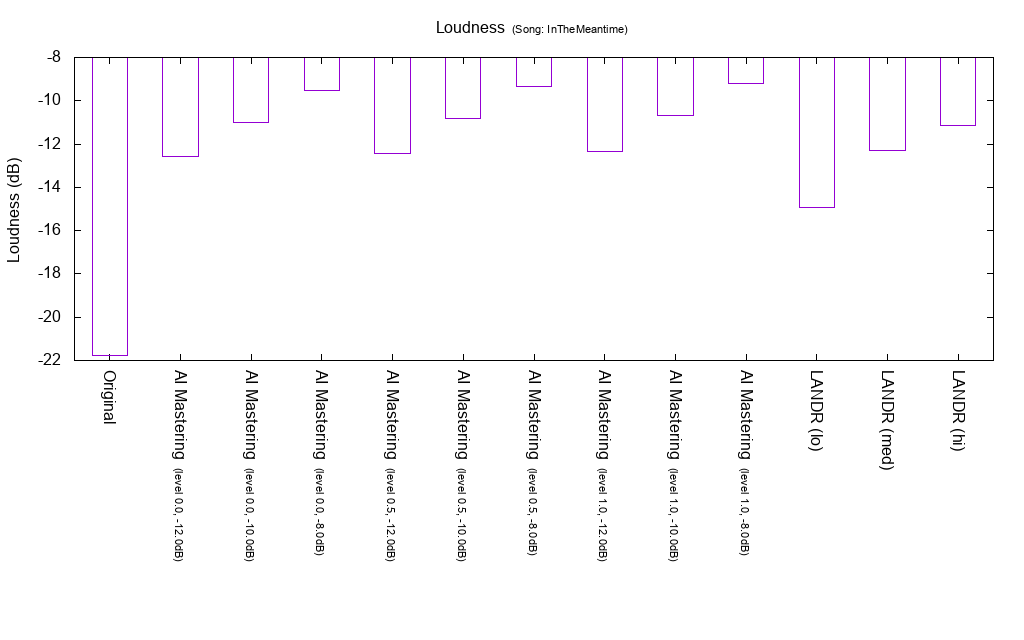 Loudness (Song: InTheMeantime)
Loudness (dB)
-8
-10
-12
-14
-16
-18
-20
-22
Original
AI Mastering (level 0.0, -12.0dB)
AI Mastering (level 0.0, -10.0dB)
AI Mastering (level 0.0, -8.0dB)
AI Mastering (level 0.5, -12.0dB)
AI Mastering (level 0.5, -10.0dB)
AI Mastering (level 0.5, -8.0dB)
AI Mastering (level 1.0, -12.0dB)
AI Mastering (level 1.0, -10.0dB)
AI Mastering (level 1.0, -8.0dB)
LANDR (lo)
LANDR (med)
LANDR (hi)